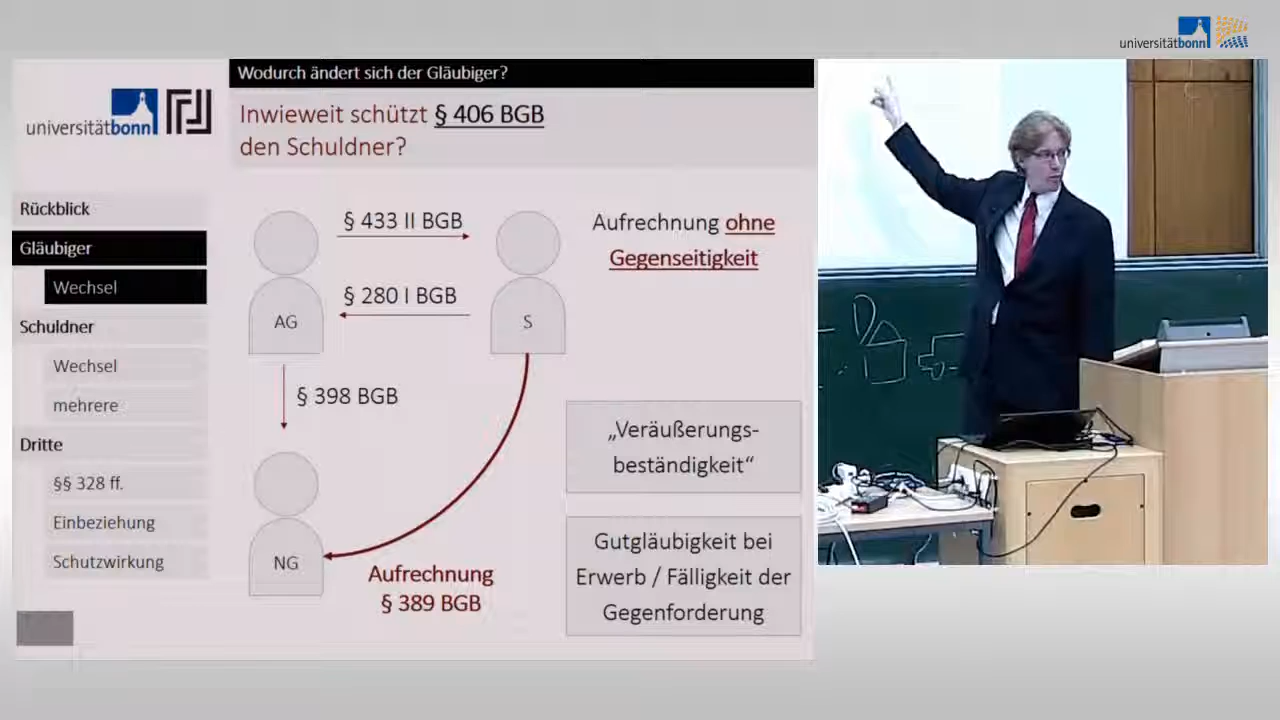 universitätbonn
Wodurch ändert sich der Gläubiger?
universitätbonn
Inwieweit schützt § 406 BGB
den Schuldner?
Rückblick
Gläubiger
Wechsel
Schuldner
Wechsel
mehrere
Dritte
§§ 328 ff.
Einbeziehung
Schutzwirkung
§ 433 II BGB
§ 280 I BGB
AG
S
§ 398 BGB
NG
Aufrechnung
§ 389 BGB
Aufrechnung ohne
Gegenseitigkeit
„Veräußerungs-
beständigkeit“
Gutgläubigkeit bei
Erwerb / Fälligkeit der
Gegenforderung
D